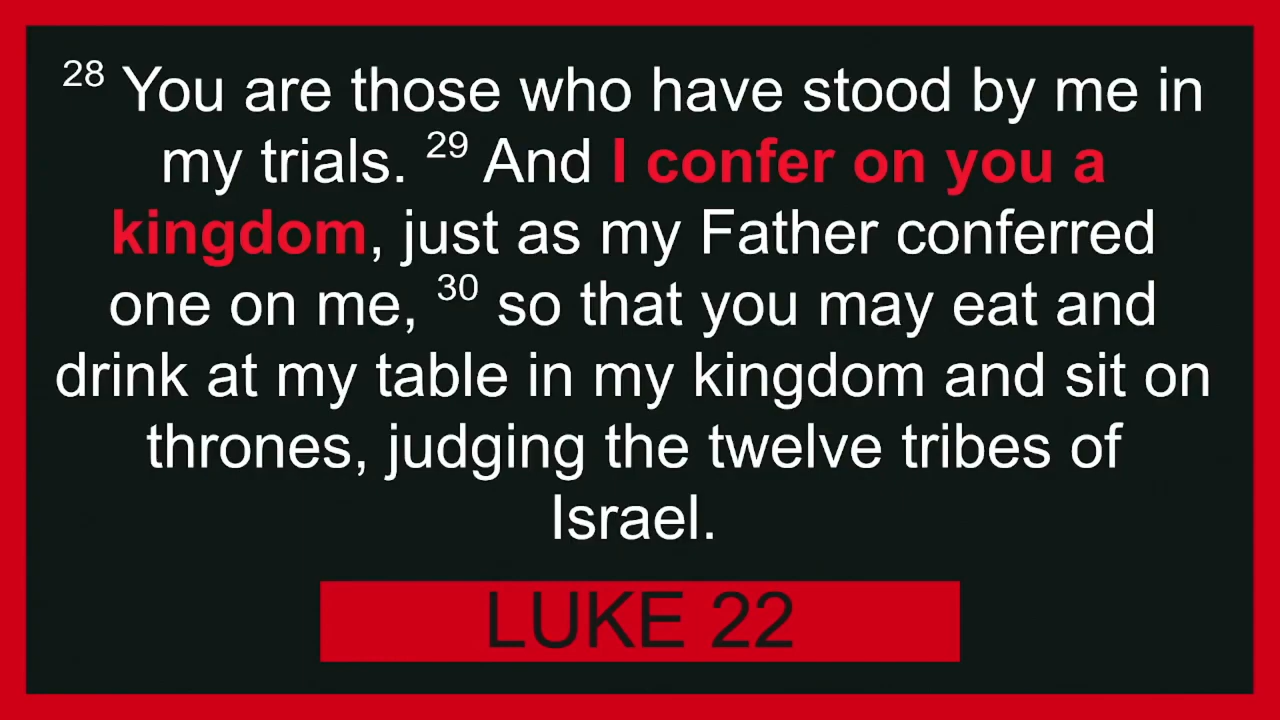 28 You are those who have stood by me in
my trials. 29 And I confer on you a
kingdom, just as my Father conferred
one on me, 30 so that you may eat and
drink at my table in my kingdom and sit on
thrones, judging the twelve tribes of
Israel.
LUKE 22